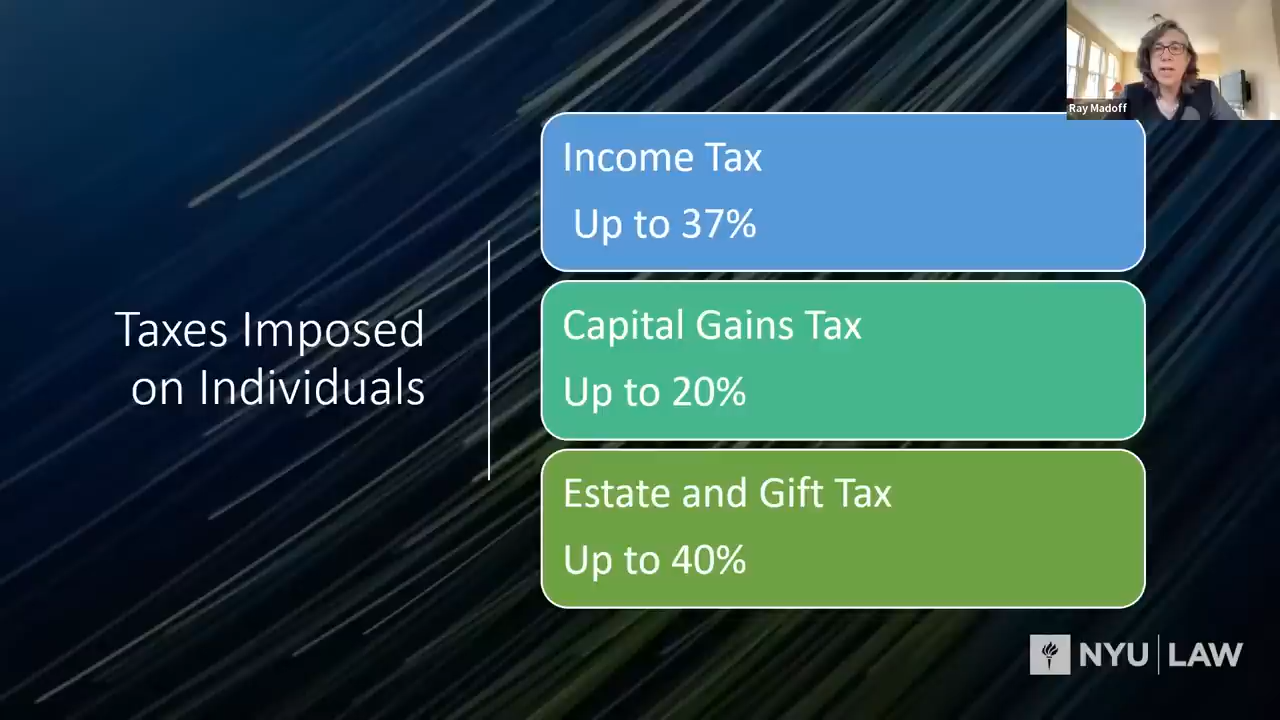 Ray Madoff
Income Tax
Up to 37%
Capital Gains Tax
Up to 20%
Taxes Imposed
on Individuals
Estate and Gift Tax
Up to 40%
NYU LAW